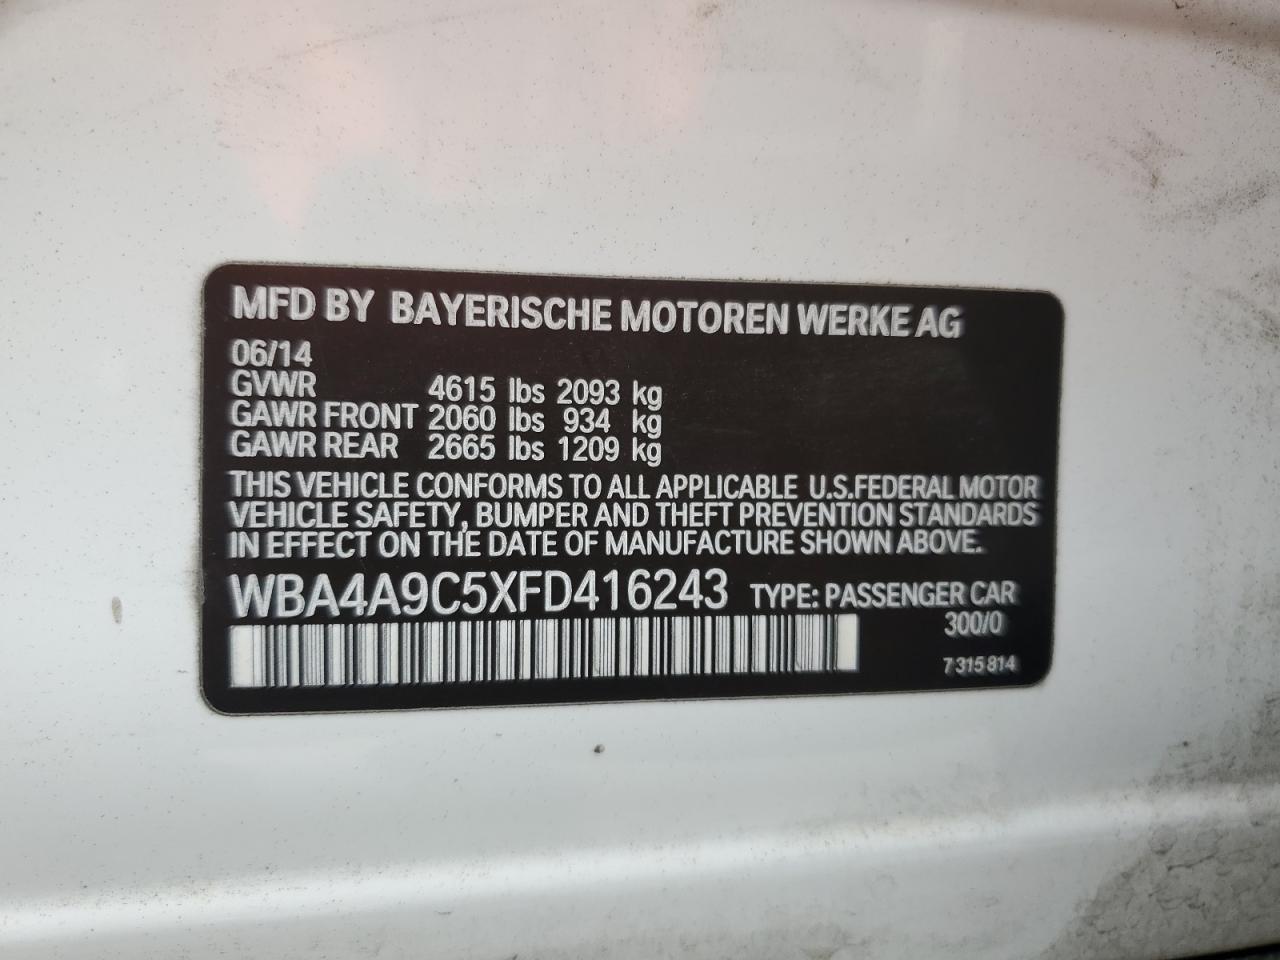 MFD BY BAYERISCHE MOTOREN WERKE AG
06/14
GVWR 4615 lbs 2093 kg
GAWR FRONT 2060 lbs 934 kg
GAWR REAR 2665 lbs 1209 kg
THIS VEHICLE CONFORMS TO ALL APPLICABLE U.S.FEDERAL MOTOR
VEHICLE SAFETY, BUMPER AND THEFT PREVENTION STANDARDS
IN EFFECT ON THE DATE OF MANUFACTURE SHOWN ABOVE.
WBA4A9C5XFD416243 TYPE: PASSENGER CAR
300/0
7 315 814